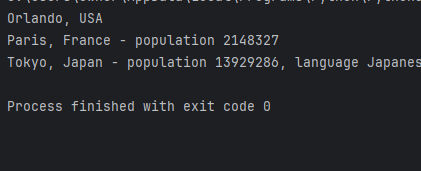 Orlando, USA
Paris, France - population 2148327
Tokyo, Japan - population 13929286, language Japanes
Process finished with exit code 0